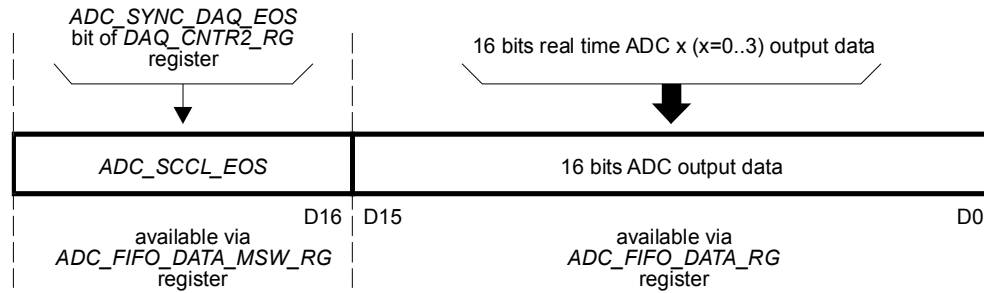 ADC_SYNC_DAQ_EOS
bit of DAQ_CNTR2_RG
register
16 bits real time ADC x (x=0..3) output data
ADC_SCCL_EOS
16 bits ADC output data
D16
D15
D0
available via
ADC_FIFO_DATA_MSW_RG
register
available via
ADC_FIFO_DATA_RG
register